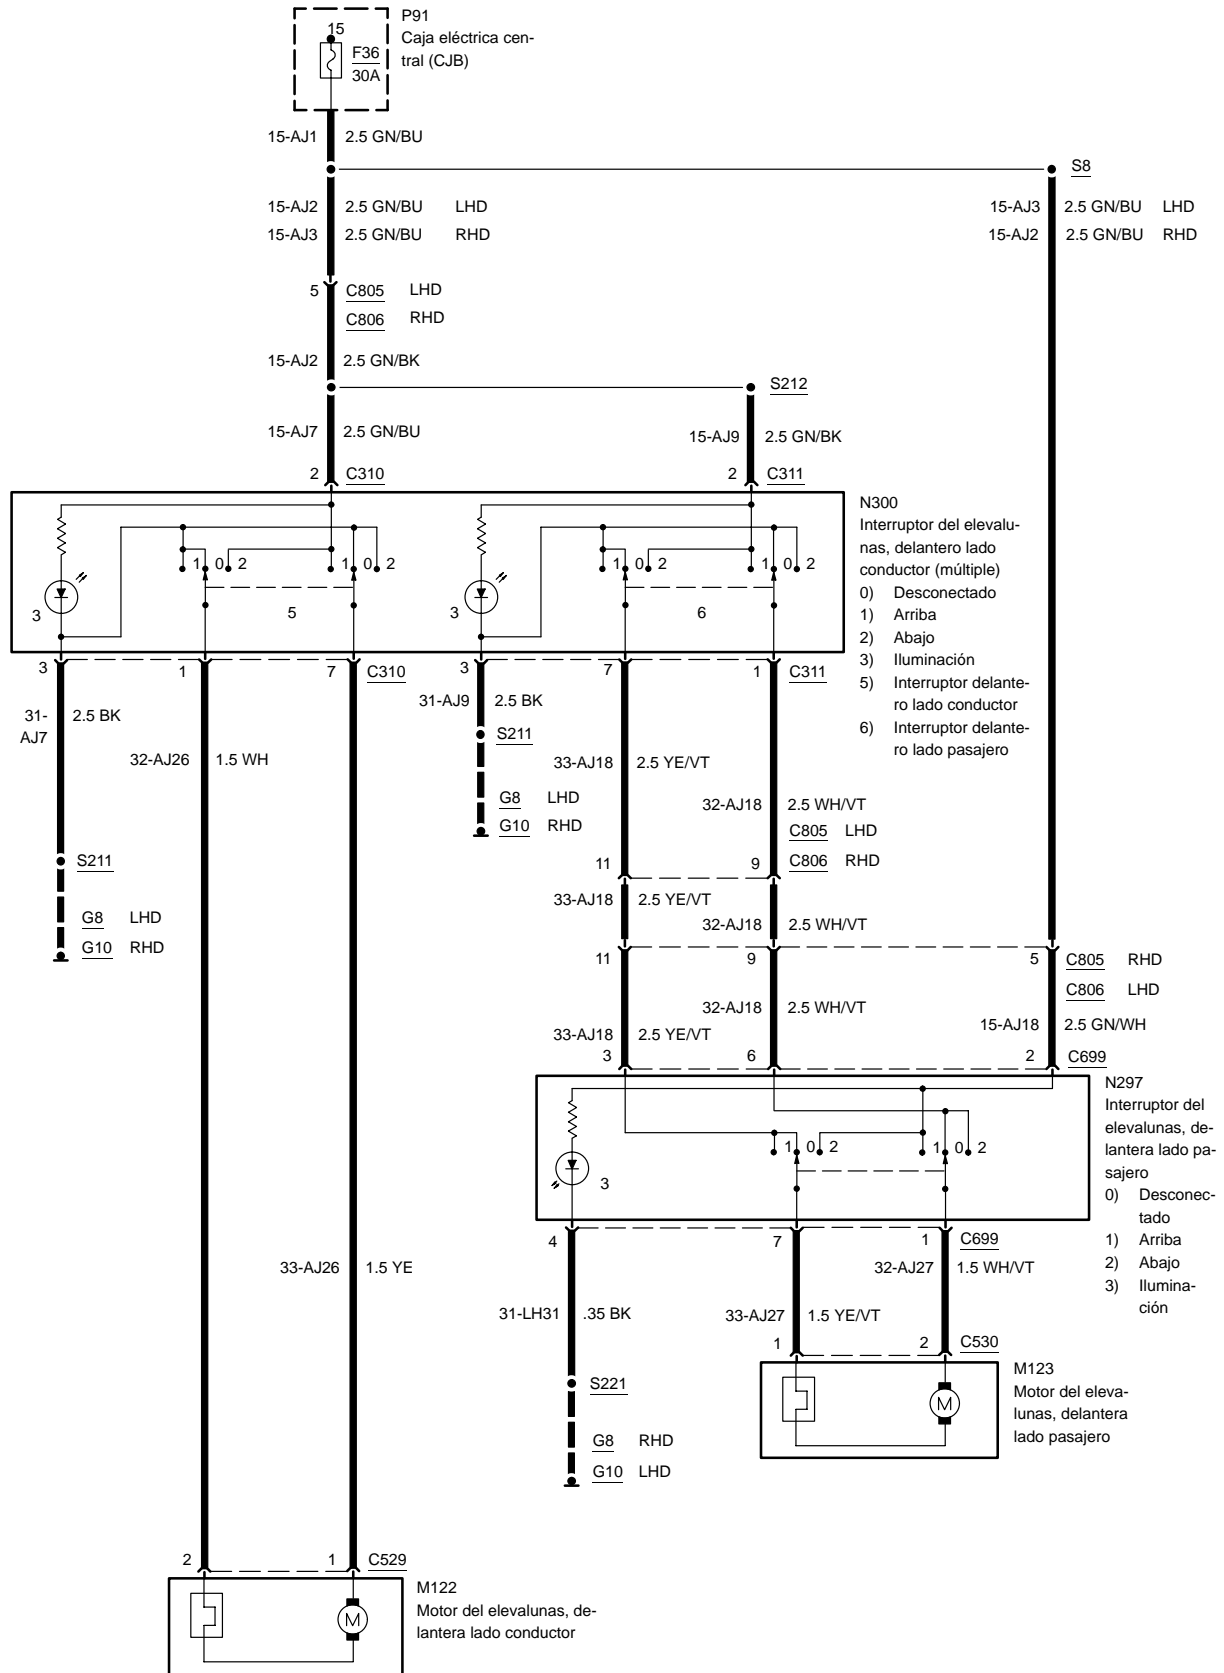 P91
Caja eléctrica cen-
tral (CJB)
15
F36
30A
15-AJ1 2.5 GN/BU
S8
15-AJ2 2.5 GN/BU LHD
15-AJ3 2.5 GN/BU RHD
15-AJ3 2.5 GN/BU LHD
15-AJ2 2.5 GN/BU RHD
5 C805 LHD
C806 RHD
15-AJ2 2.5 GN/BK
S212
15-AJ7 2.5 GN/BU
15-AJ9 2.5 GN/BK
2 C310
2 C311
N300
Interruptor del elevalu-
nas, delantero lado
conductor (múltiple)
0) Desconectado
1) Arriba
2) Abajo
3) Iluminación
5) Interruptor delante-
ro lado conductor
6) Interruptor delante-
ro lado pasajero
1 0 2 1 0 2
1 0 2 1 0 2
3 5
3 6
3 1 7 C310
3 7 1 C311
31-
AJ7
2.5 BK
31-AJ9 2.5 BK
S211
32-AJ26 1.5 WH
33-AJ18 2.5 YE/VT
G8 LHD
G10 RHD
32-AJ18 2.5 WH/VT
C805 LHD
C806 RHD
11 9
S211
G8 LHD
G10 RHD
33-AJ18 2.5 YE/VT
32-AJ18 2.5 WH/VT
11 9 5 C805 RHD
C806 LHD
32-AJ18 2.5 WH/VT
15-AJ18 2.5 GN/WH
33-AJ18 2.5 YE/VT
3 6 2 C699
N297
Interruptor del
elevalunas, de-
lantera lado pa-
sajero
0) Desconec-
tado
1) Arriba
2) Abajo
3) Ilumina-
ción
1 0 2 1 0 2
3
4 7 1 C699
33-AJ26 1.5 YE
32-AJ27 1.5 WH/VT
31-LH31 .35 BK
33-AJ27 1.5 YE/VT
1 2 C530
M123
Motor del eleva-
lunas, delantera
lado pasajero
M
S221
G8 RHD
G10 LHD
2 1 C529
M122
Motor del elevalunas, de-
lantera lado conductor
M